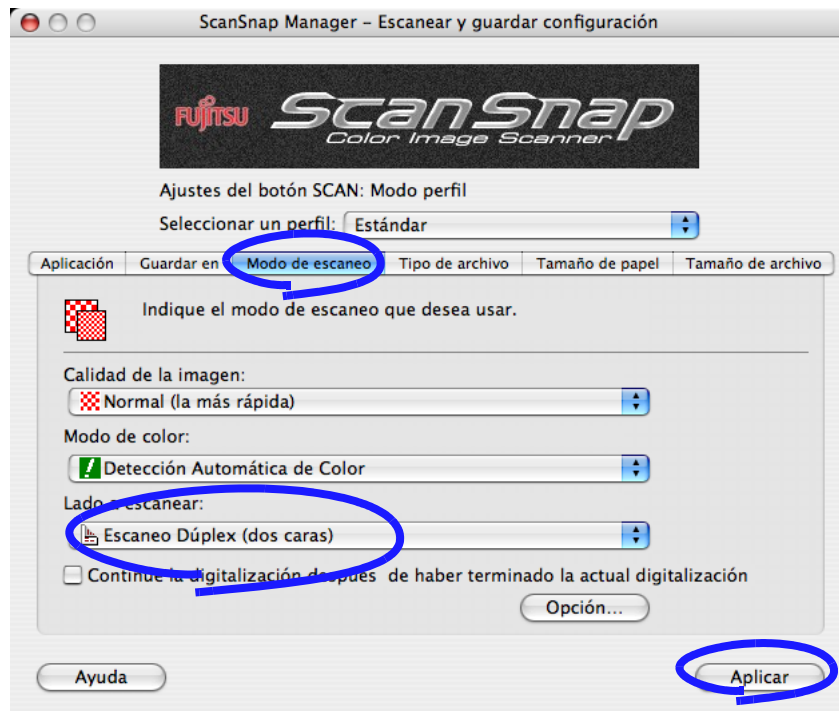 ScanSnap Manager – Escanear y guardar configuración
FUJITSU ScanSnap
Color Image Scanner
Ajustes del botón SCAN: Modo perfil
Seleccionar un perfil: Estándar
Aplicación Guardar en Modo de escaneo Tipo de archivo Tamaño de papel Tamaño de archivo
Indique el modo de escaneo que desea usar.
Calidad de la imagen:
Normal (la más rápida)
Modo de color:
Detección Automática de Color
Lado a escanear:
Escaneo Dúplex (dos caras)
Continue la digitalización después de haber terminado la actual digitalización
Opción...
Ayuda Aplicar